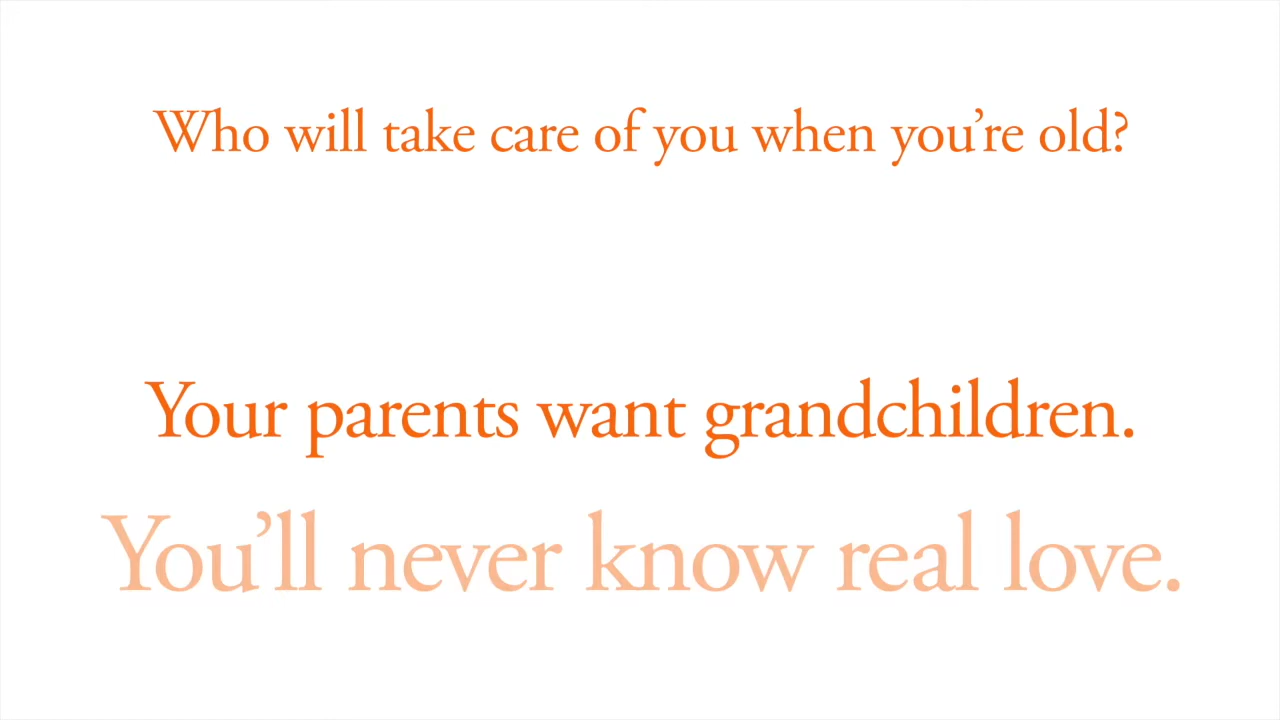 Who will take care of you when you’re old?
Your parents want grandchildren.
You’ll never know real love.